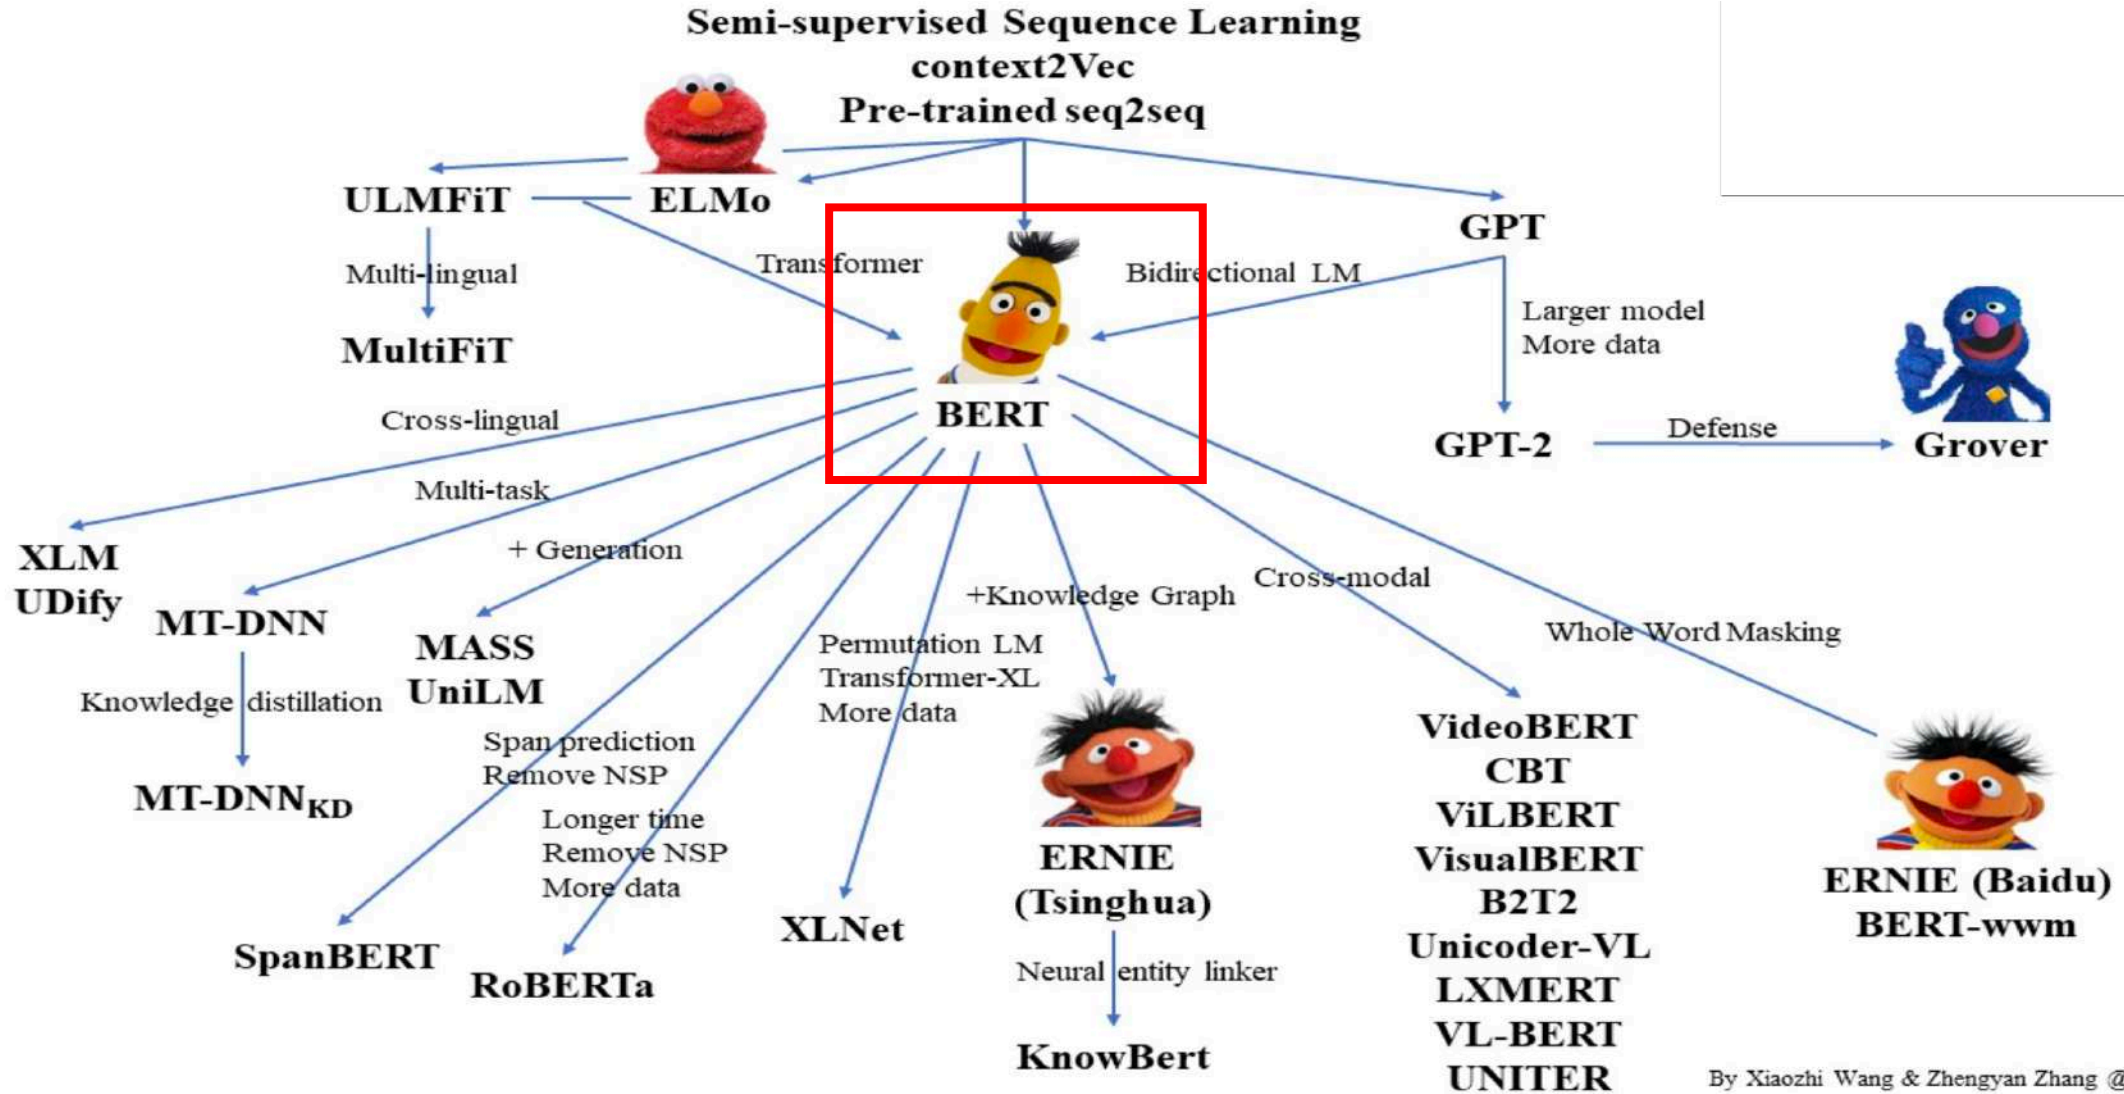 Semi-supervised Sequence Learning
context2Vec
Pre-trained seq2seq
ULMFiT
ELMo
GPT
Transformer
Bidirectional LM
Multi-lingual
Larger model
More data
MultiFiT
BERT
Cross-lingual
GPT-2
Defense
Grover
Multi-task
+ Generation
XLM
UDify
+Knowledge Graph
Cross-modal
MT-DNN
MASS
UniLM
Permutation LM
Transformer-XL
More data
Whole Word Masking
Knowledge distillation
Span prediction
Remove NSP
MT-DNNKD
Longer time
Remove NSP
More data
VideoBERT
CBT
ViLBERT
VisualBERT
B2T2
Unicoder-VL
LXMERT
VL-BERT
UNITER
ERNIE
(Tsinghua)
ERNIE (Baidu)
BERT-wwm
XLNet
SpanBERT
RoBERTa
Neural entity linker
KnowBert
By Xiaozhi Wang & Zhengyan Zhang @